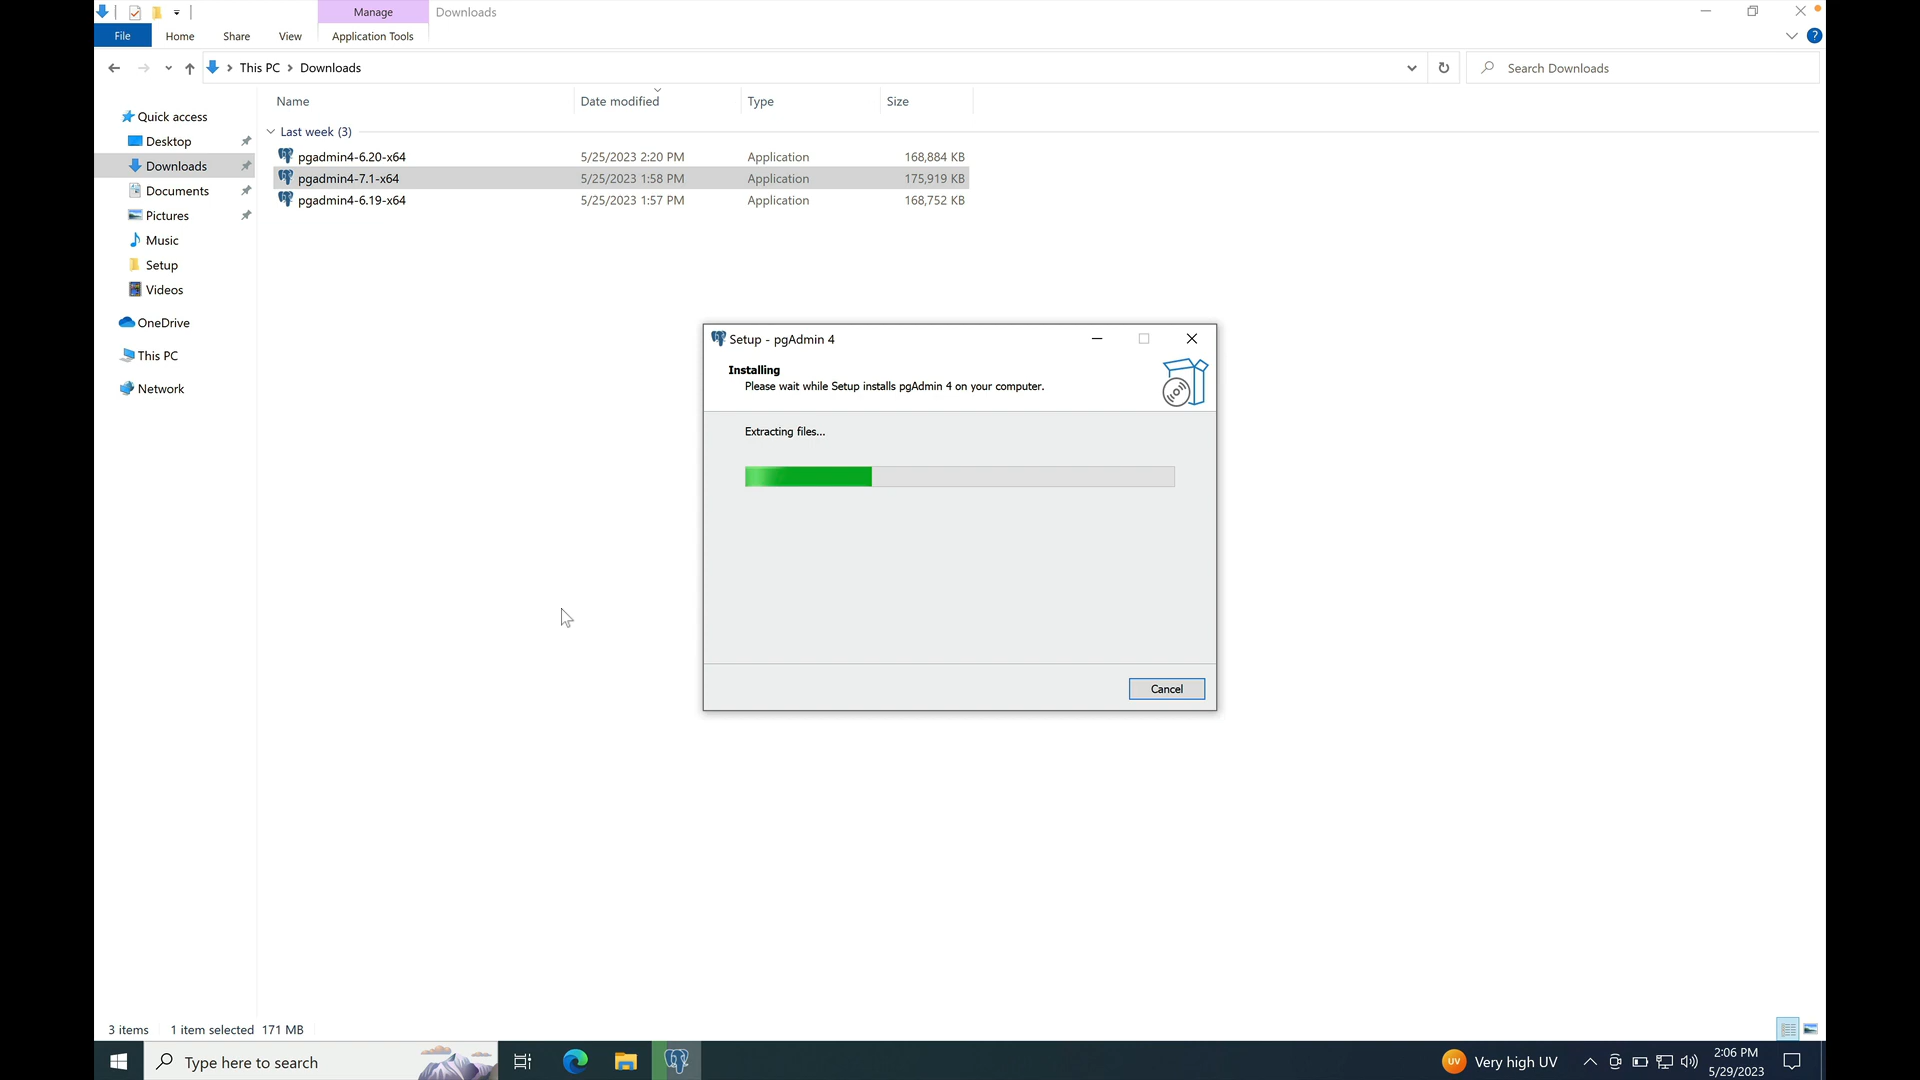 Manage
Downloads
File
Home
Share
View
Application Tools
?
This PC
Downloads
Search Downloads
Name
Date modified
Type
Size
Quick access
Desktop
Downloads
Documents
Pictures
Music
Setup
Videos
OneDrive
This PC
Network
Last week (3)
pgadmin4-6.20-x64 5/25/2023 2:20 PM Application 168,884 KB
pgadmin4-7.1-x64 5/25/2023 1:58 PM Application 175,919 KB
pgadmin4-6.19-x64 5/25/2023 1:57 PM Application 168,752 KB
Setup - pgAdmin 4
Installing
Please wait while Setup installs pgAdmin 4 on your computer.
Extracting files...
Cancel
3 items
1 item selected 171 MB
Type here to search
UV
Very high UV
2:06 PM
5/29/2023